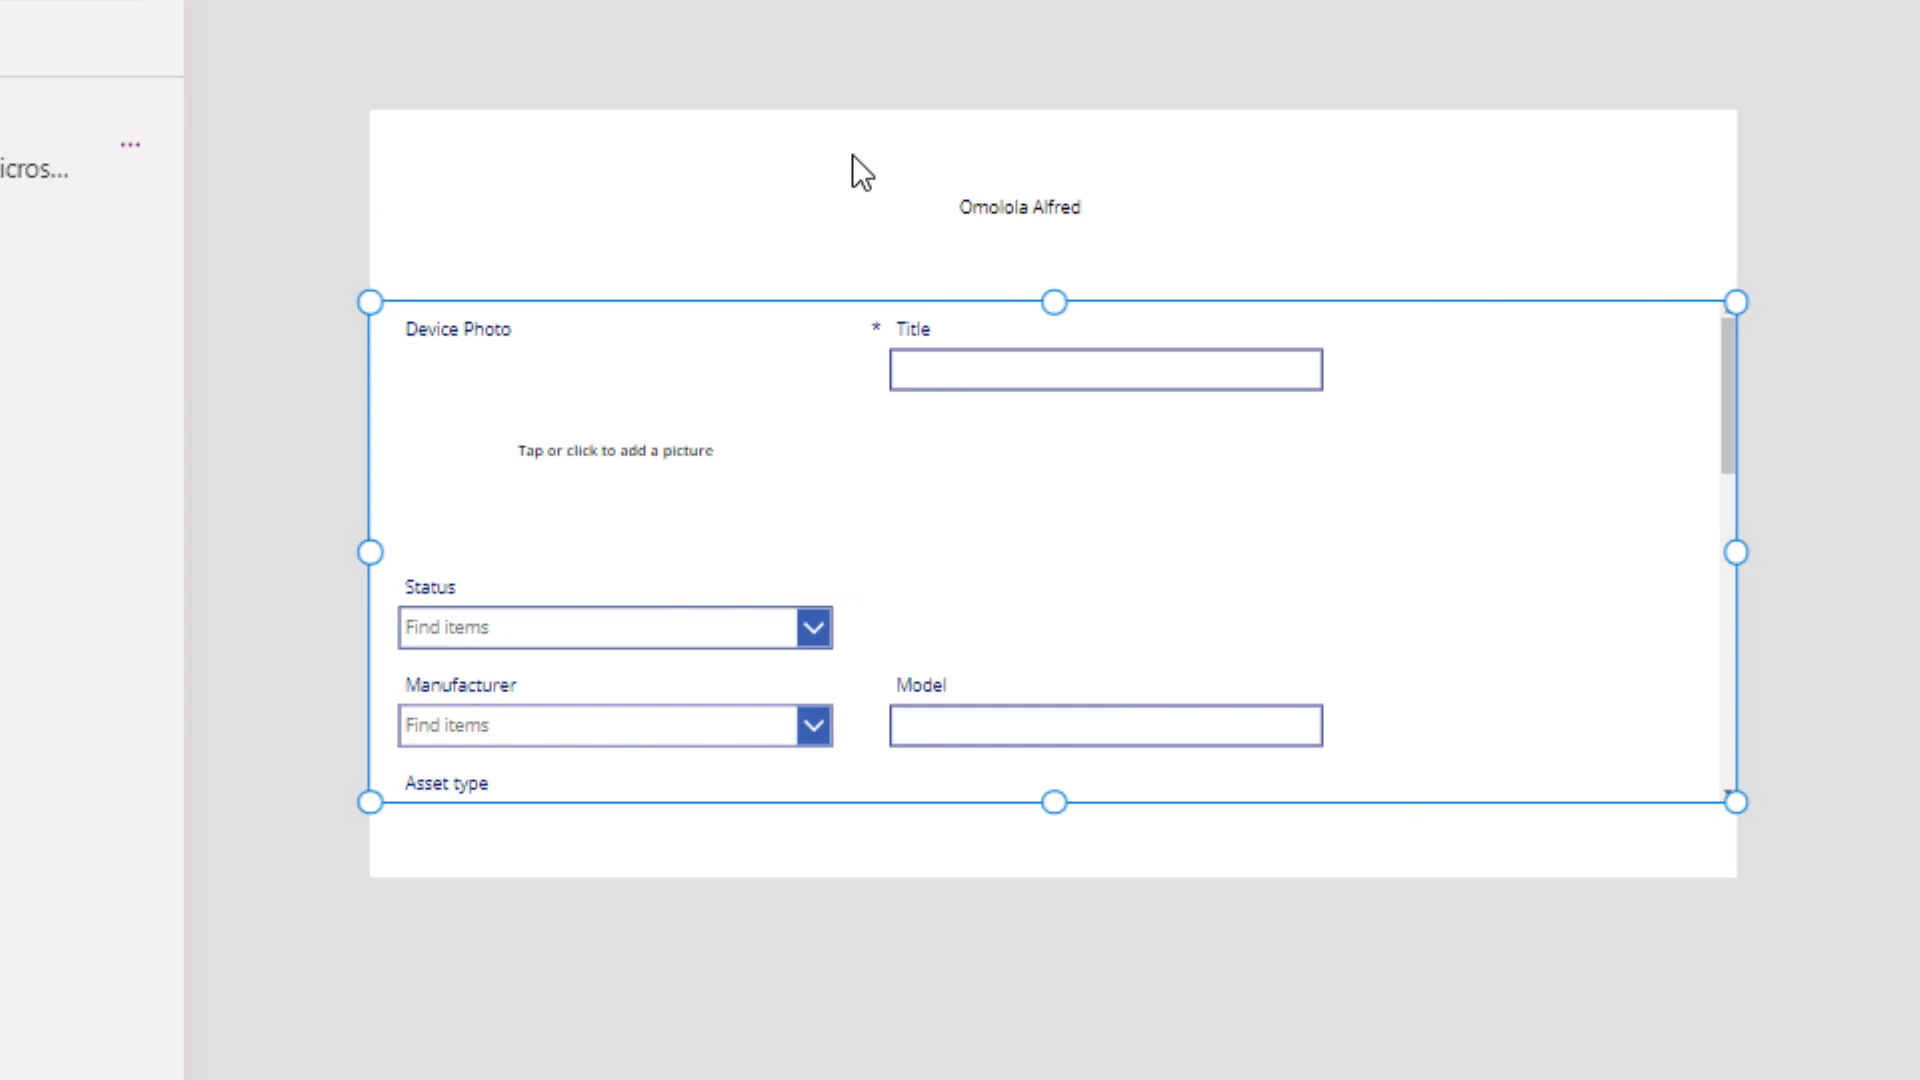 ...
icros...
Omolola Alfred
Device Photo
* Title
Tap or click to add a picture
Status
Find items
Manufacturer
Model
Find items
Asset type